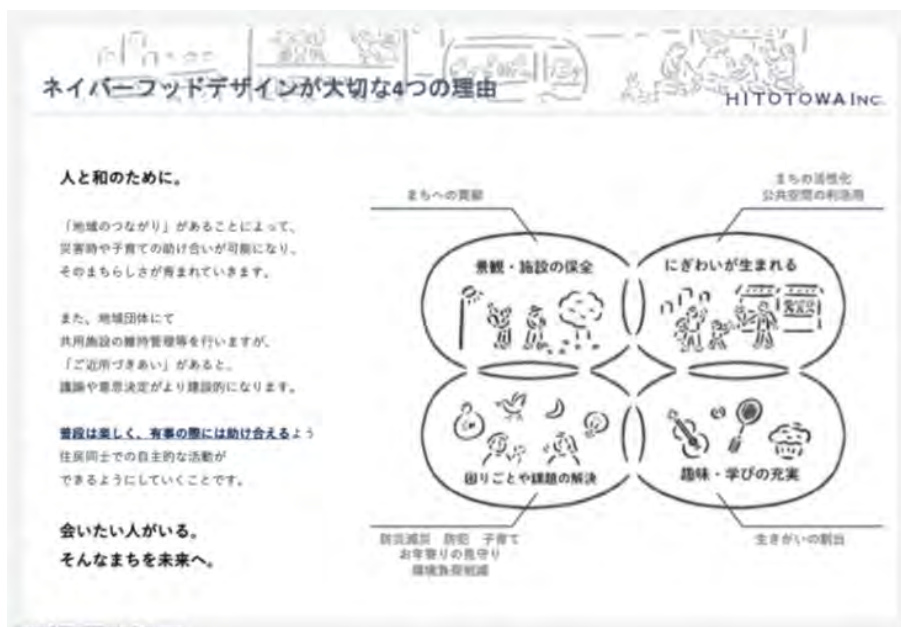 ネイバーフッドデザインが大切な4つの理由
HITOTOWA INC.
人と和のために。
「地域のつながり」があることによって、
災害時や子育ての助け合いが可能になり、
そのまちらしさが育まれていきます。
また、地域団体にて
共用施設の維持管理等を行いますが、
「ご近所づきあい」があると、
議論や意思決定がより建設的になります。
普段は楽しく、有事の際には助け合えるよう
住民同士での自主的な活動が
できるようにしていくことです。
会いたい人がいる。
そんなまちを未来へ。
まちへの貢献
まちの活性化
公共空間の利活用
景観・施設の保全
にぎわいが生まれる
困りごとや課題の解決
趣味・学びの充実
防災減災 防犯 子育て
お年寄りの見守り
環境負荷削減
生きがいの創出